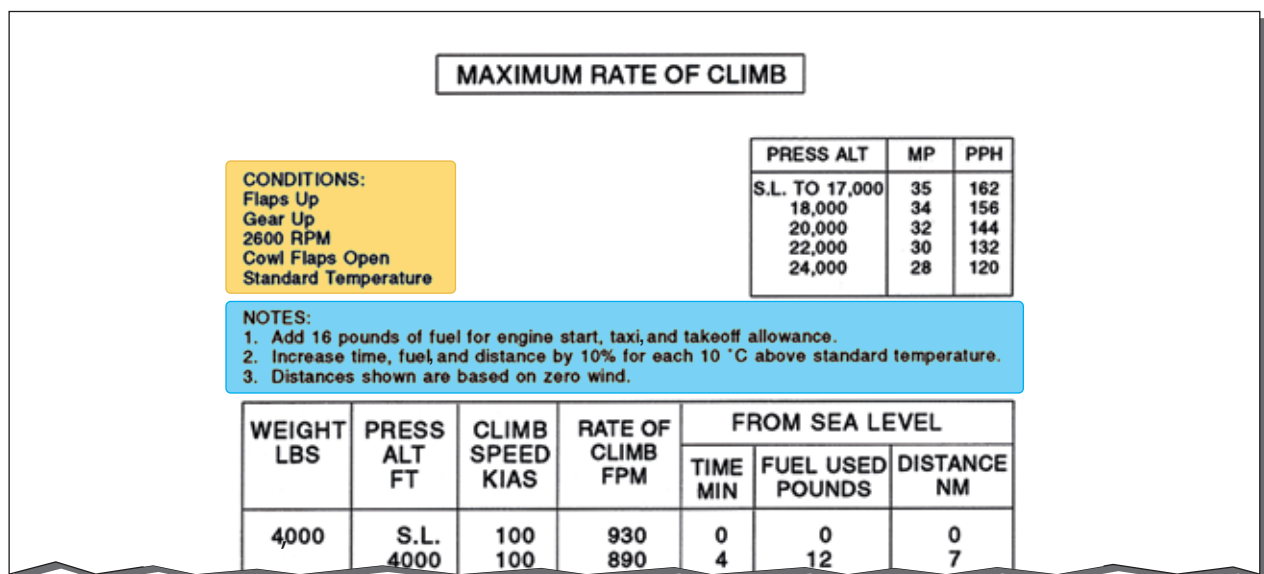 MAXIMUM RATE OF CLIMB
PRESS ALT MP PPH
S.L. TO 17,000 35 162
18,000 34 156
20,000 32 144
22,000 30 132
24,000 28 120
CONDITIONS:
Flaps Up
Gear Up
2600 RPM
Cowl Flaps Open
Standard Temperature
NOTES:
1. Add 16 pounds of fuel for engine start, taxi, and takeoff allowance.
2. Increase time, fuel, and distance by 10% for each 10 °C above standard temperature.
3. Distances shown are based on zero wind.
WEIGHT LBS
PRESS ALT FT
CLIMB SPEED KIAS
RATE OF CLIMB FPM
FROM SEA LEVEL
TIME MIN
FUEL USED POUNDS
DISTANCE NM
4,000 S.L. 100 930 0 0 0
4000 100 890 4 12 7